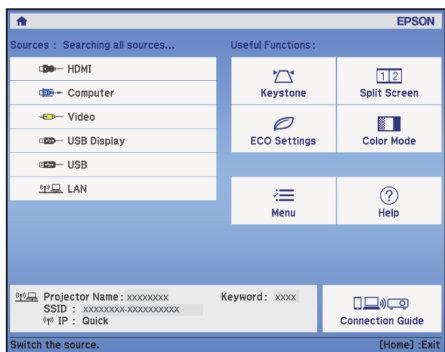 EPSON
Sources : Searching all sources...
Useful Functions :
HDMI
Computer
Video
USB Display
USB
LAN
Keystone
1 2
Split Screen
ECO Settings
Color Mode
Menu
?
Help
Projector Name : xxxxxxxx
Keyword : xxxx
SSID : xxxxxxxx-xxxxxxxxxx
IP : Quick
Connection Guide
Switch the source.
[Home] :Exit